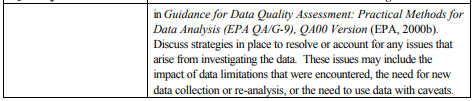 in Guidance for Data Quality Assessment: Practical Methods for
Data Analysis (EPA QA/G-9), QA00 Version (EPA, 2000b).
Discuss strategies in place to resolve or account for any issues that
arise from investigating the data.  These issues may include the
impact of data limitations that were encountered, the need for new
data collection or re-analysis, or the need to use data with caveats.